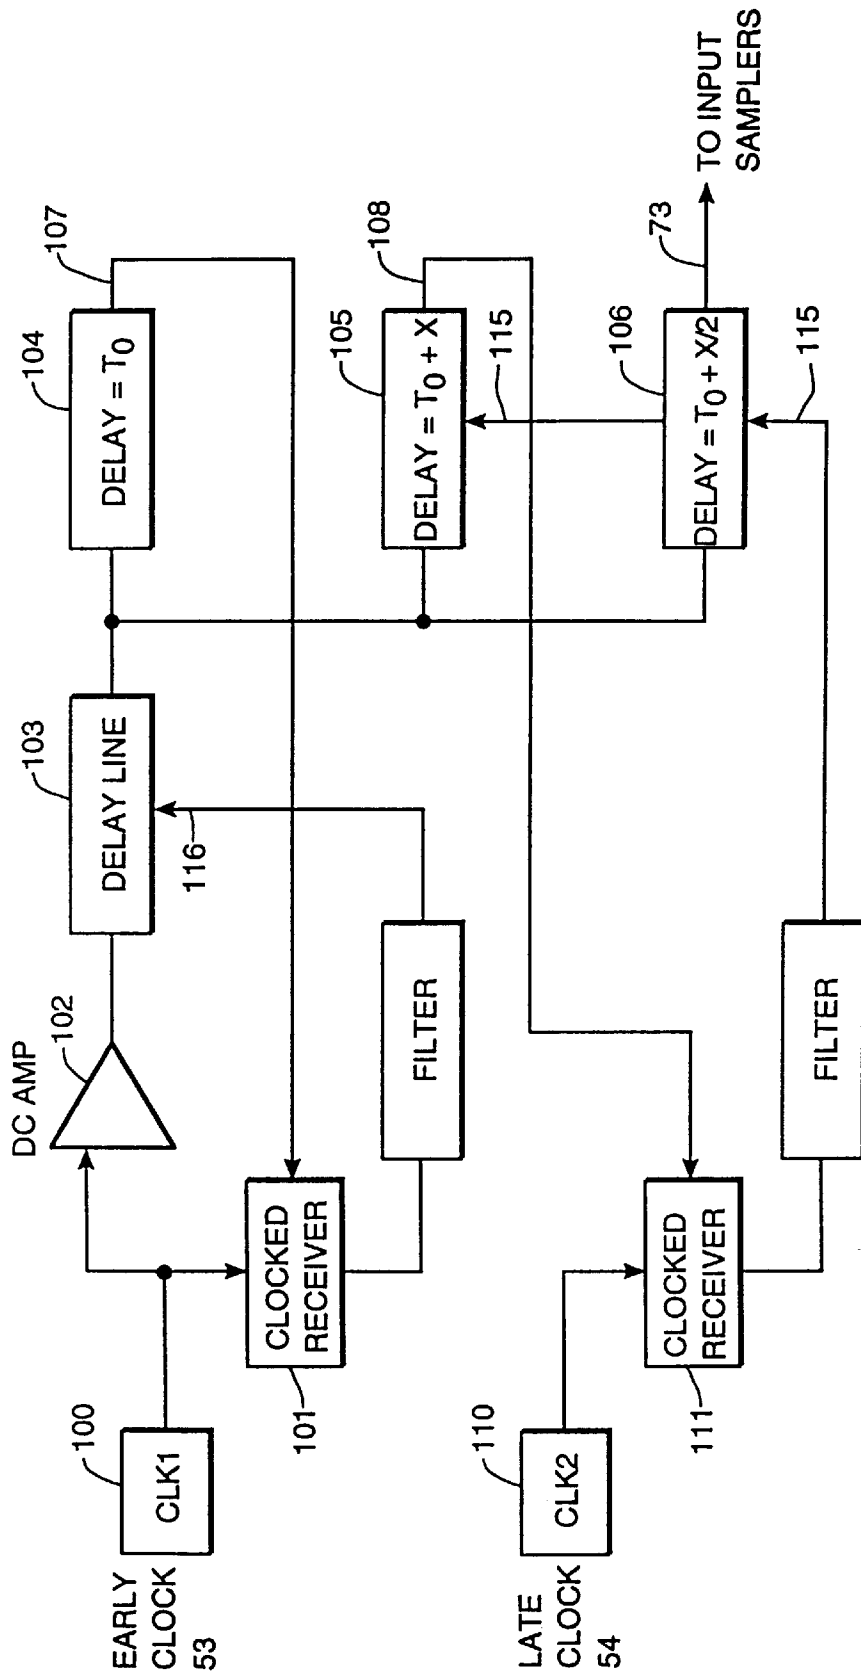 EARLY
CLOCK
53
100
CLK1
DC AMP
102
CLOCKED
RECEIVER
101
103
DELAY LINE
116
FILTER
104
DELAY = T0
107
105
DELAY = T0 + X
108
115
106
DELAY = T0 + X/2
115
73
TO INPUT
SAMPLERS
LATE
CLOCK
54
110
CLK2
CLOCKED
RECEIVER
111
FILTER